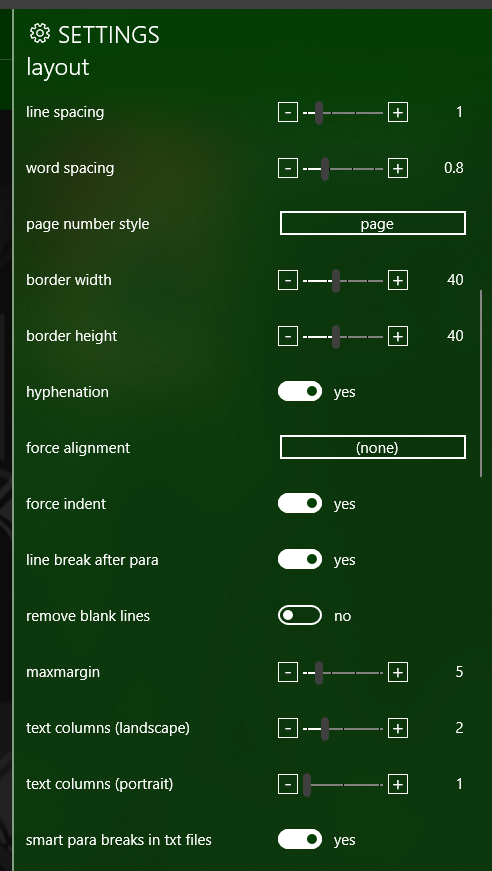 SETTINGS
layout
line spacing - + 1
word spacing - + 0.8
page number style page
border width - + 40
border height - + 40
hyphenation yes
force alignment (none)
force indent yes
line break after para yes
remove blank lines no
maxmargin - + 5
text columns (landscape) - + 2
text columns (portrait) - + 1
smart para breaks in txt files yes